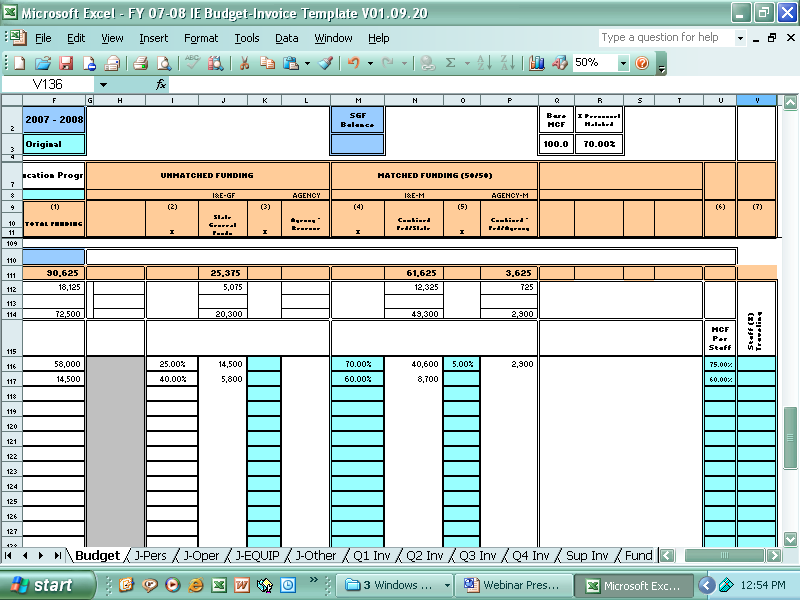 Microsoft Excel - FY 07-08 IE Budget-Invoice Template V01.09.20
File Edit View Insert Format Tools Data Window Help Type a question for help
50%
V136 fx
F G H I J K L M N O P Q R S T U V
2 2007 - 2008 SGF Balance Base MCF
3 Original 100.0 70.00%
4
7 ucation Progr UNMATCHED FUNDING MATCHED FUNDING (50/50)
8 I&E-GF AGENCY I&E-M AGENCY-M
9 (1) (2) (3) (4) (5) (6) (7)
10 TOTAL FUNDING State General Funds Agency - Revenue Combined Fed/State Combined - Fed/Agency
11
109
110
111 90,625 25,375 61,625 3,625
112 18,125 5,075 12,325 725
113
114 72,500 20,300 49,300 2,900
115 MCF Per Staff Staff (X) Traveling
116 58,000 25.00% 14,500 70.00% 40,600 5.00% 2,900 75.00%
117 14,500 40.00% 5,800 60.00% 8,700 60.00%
118
119
120
121
122
123
124
125
126
127
Budget J-Pers J-Oper J-EQUIP J-Other Q1 Inv Q2 Inv Q3 Inv Q4 Inv Sup Inv Fund
start 3 Windows ... Webinar Pres... Microsoft Exc... 12:54 PM